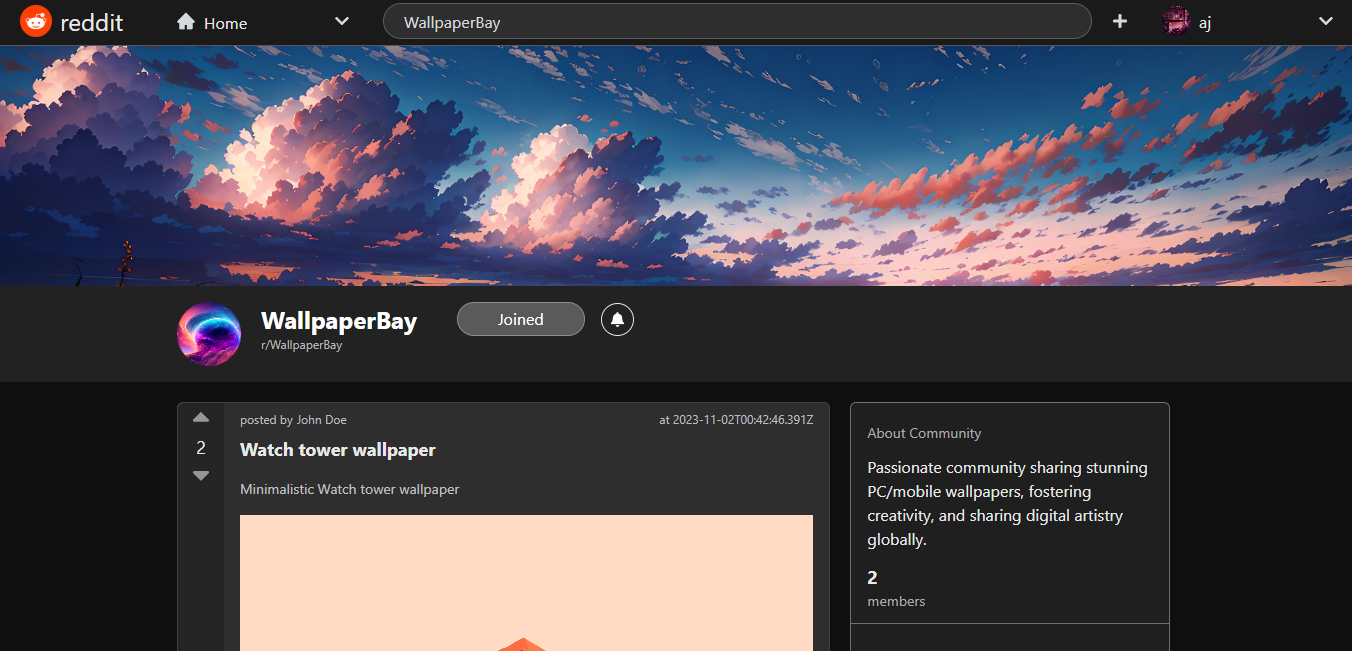 reddit
Home
WallpaperBay
aj
WallpaperBay
r/WallpaperBay
Joined
2
posted by John Doe
at 2023-11-02T00:42:46.391Z
Watch tower wallpaper
Minimalistic Watch tower wallpaper
About Community
Passionate community sharing stunning
PC/mobile wallpapers, fostering
creativity, and sharing digital artistry
globally.
2
members